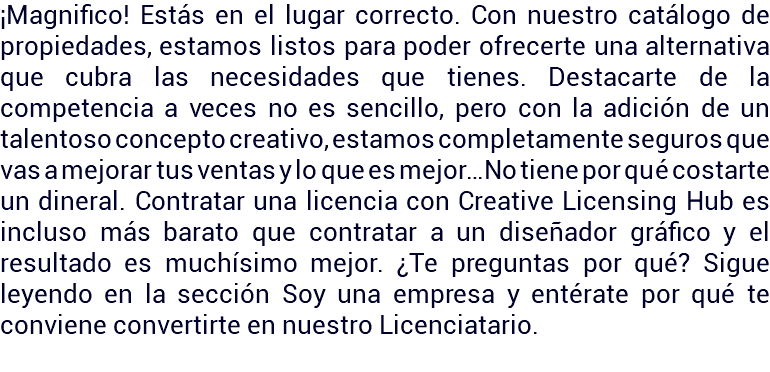 ¡Magnifico! Estás en el lugar correcto. Con nuestro catálogo de
propiedades, estamos listos para poder ofrecerte una alternativa
que cubra las necesidades que tienes. Destacarte de la
competencia a veces no es sencillo, pero con la adición de un
talentoso concepto creativo, estamos completamente seguros que
vas a mejorar tus ventas y lo que es mejor...No tiene por qué costarte
un dineral. Contratar una licencia con Creative Licensing Hub es
incluso más barato que contratar a un diseñador gráfico y el
resultado es muchísimo mejor. ¿Te preguntas por qué? Sigue
leyendo en la sección Soy una empresa y entérate por qué te
conviene convertirte en nuestro Licenciatario.